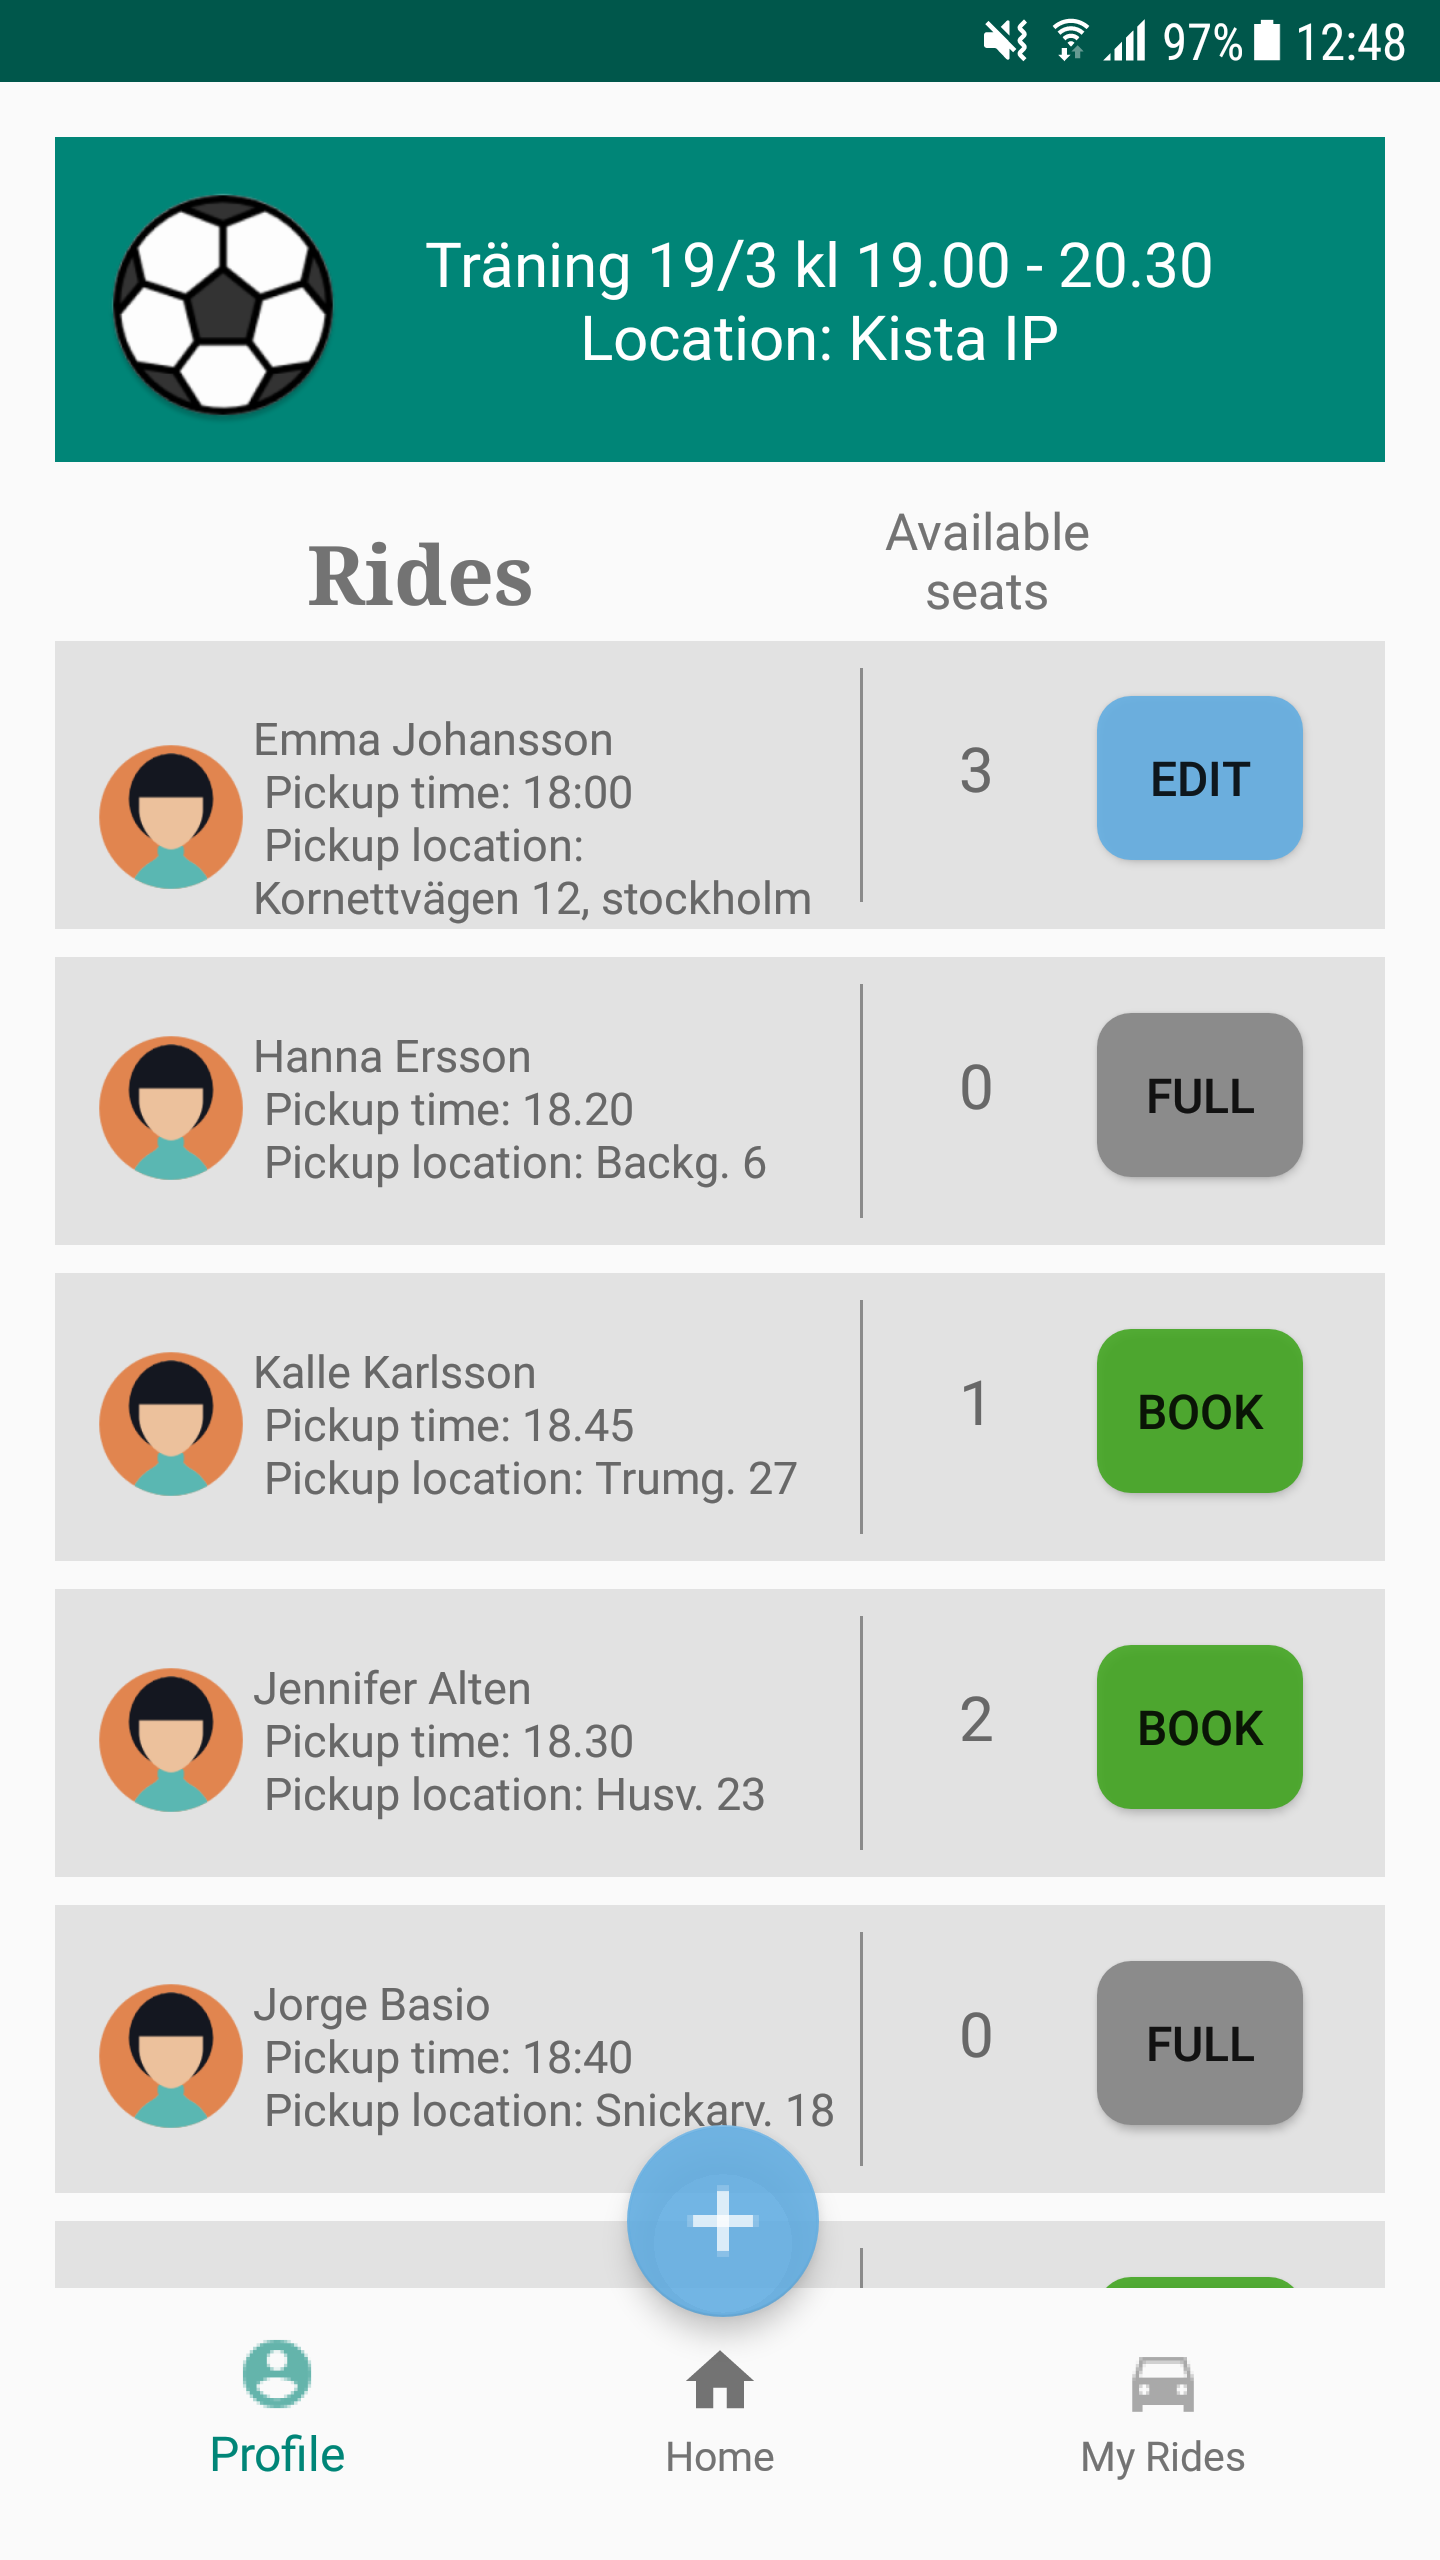 97% 12:48
Träning 19/3 kl 19.00 - 20.30
Location: Kista IP
Rides
Available
seats
Emma Johansson
Pickup time: 18:00
Pickup location:
Kornettvägen 12, stockholm
3
EDIT
Hanna Ersson
Pickup time: 18.20
Pickup location: Backg. 6
0
FULL
Kalle Karlsson
Pickup time: 18.45
Pickup location: Trumg. 27
1
BOOK
Jennifer Alten
Pickup time: 18.30
Pickup location: Husv. 23
2
BOOK
Jorge Basio
Pickup time: 18:40
Pickup location: Snickarv. 18
0
FULL
Profile
Home
My Rides